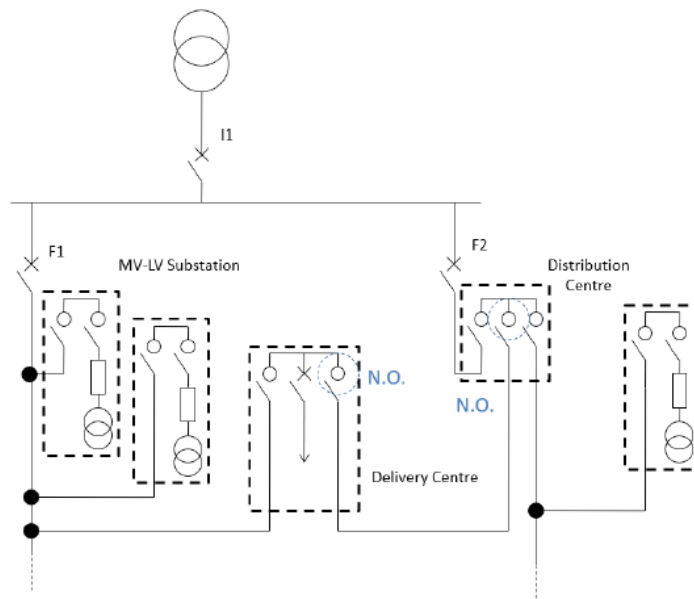 I1
F1
MV-LV Substation
F2
Distribution
Centre
N.O.
N.O.
Delivery Centre